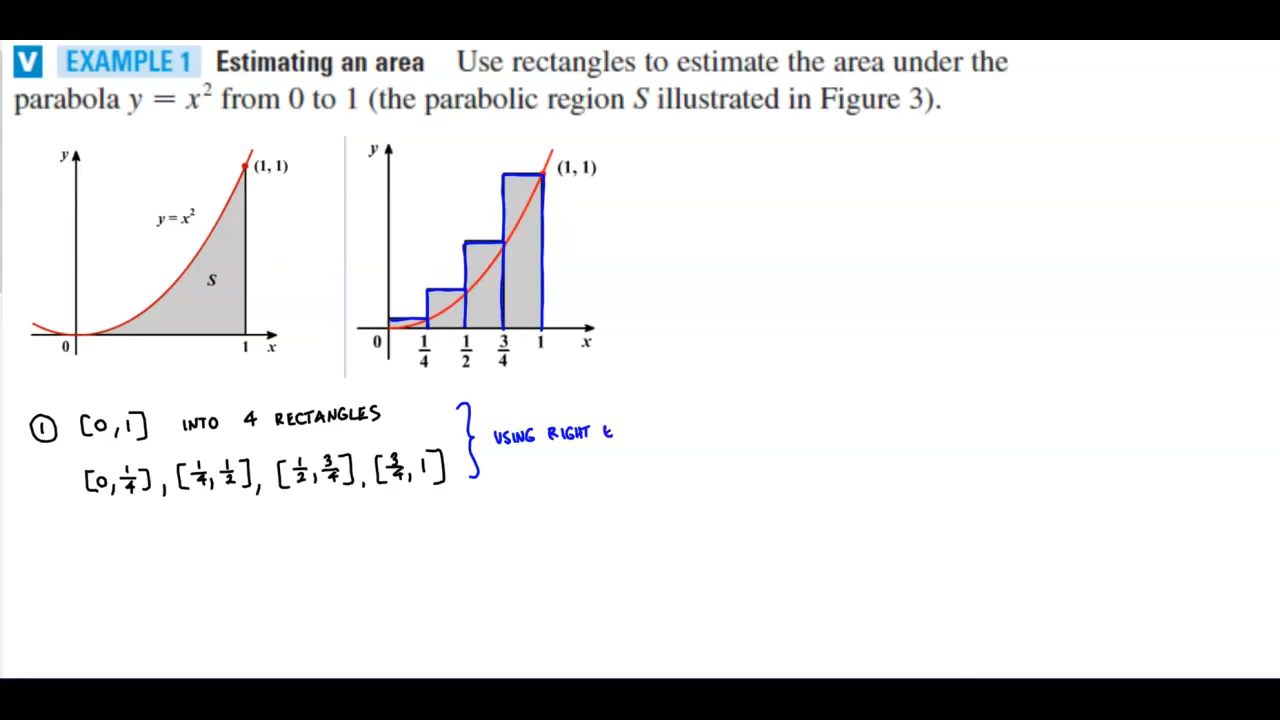 V EXAMPLE 1 Estimating an area Use rectangles to estimate the area under the
parabola y = x² from 0 to 1 (the parabolic region S illustrated in Figure 3).
y
(1, 1)
y = x²
S
0
1
x
y
(1, 1)
0
1/4
1/2
3/4
1
x
① [0,1] INTO 4 RECTANGLES
[0,1/4], [1/4,1/2], [1/2,3/4], [3/4,1]
USING RIGHT E